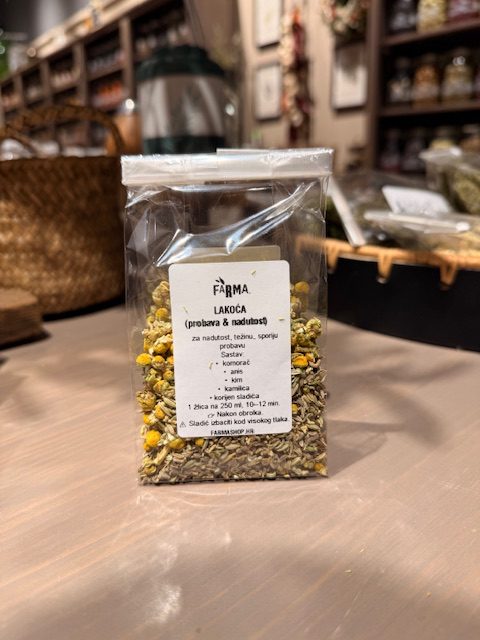 FARMA
LAKOĆA
(probava & nadutost)
za nadutost, težinu, sporiju
probavu
Sastav:
• komorač
• anis
• kim
• kamilica
• korijen sladića
1 žlica na 250 ml, 10–12 min.
👉 Nakon obroka.
⚠ Sladić izbaciti kod visokog tlaka.
FARMASHOP.HR